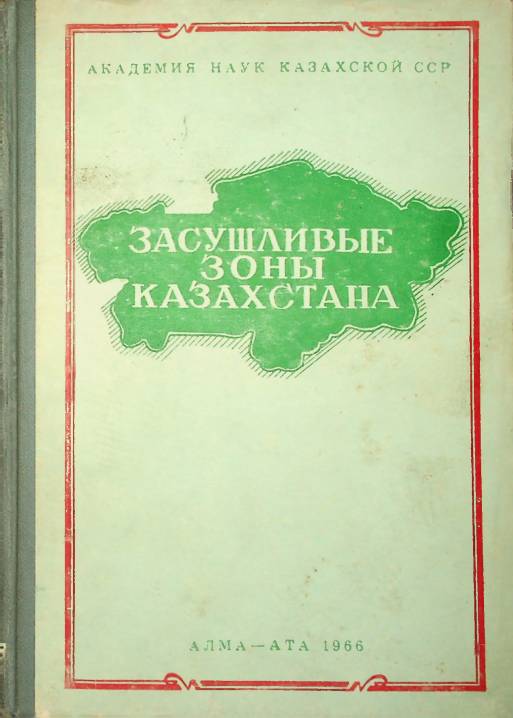 АКАДЕМИЯ НАУК КАЗАХСКОЙ ССР
ЗАСУШЛИВЫЕ
ЗОНЫ
КАЗАХСТАНА
АЛМА—АТА 1966